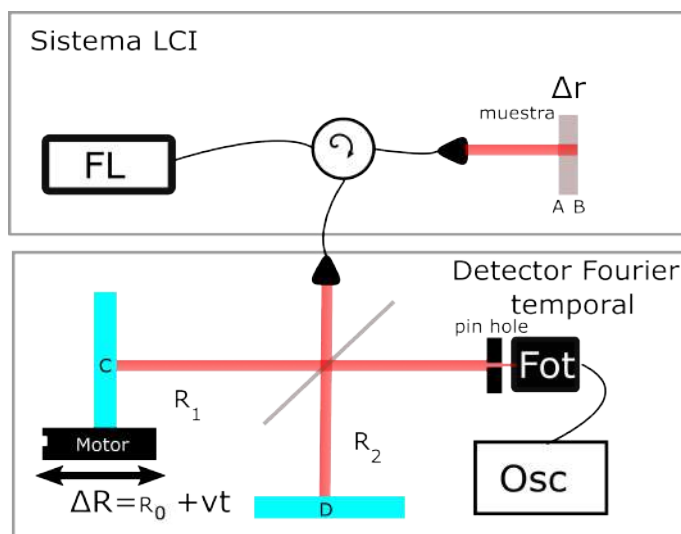 Sistema LCI
Δr
muestra
FL
A B
Detector Fourier
temporal
pin hole
C
Fot
R₁
Motor
R₂
ΔR=R₀ +vt
D
Osc